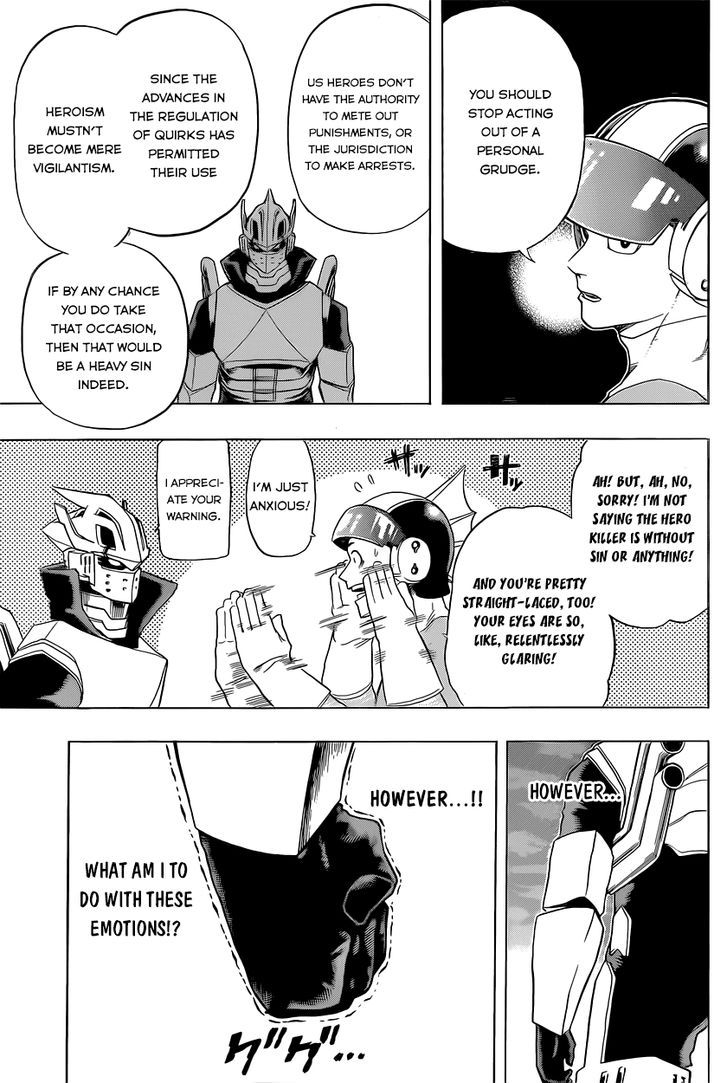 YOU SHOULD
STOP ACTING
OUT OF A
PERSONAL
GRUDGE.
US HEROES DON'T
HAVE THE AUTHORITY
TO METE OUT
PUNISHMENTS, OR
THE JURISDICTION
TO MAKE ARRESTS.
SINCE THE
ADVANCES IN
THE REGULATION
OF QUIRKS HAS
PERMITTED
THEIR USE
HEROISM
MUSTN'T
BECOME MERE
VIGILANTISM.
IF BY ANY CHANCE
YOU DO TAKE
THAT OCCASION,
THEN THAT WOULD
BE A HEAVY SIN
INDEED.
AH! BUT, AH, NO,
SORRY! I'M NOT
SAYING THE HERO
KILLER IS WITHOUT
SIN OR ANYTHING!
AND YOU'RE PRETTY
STRAIGHT-LACED, TOO!
YOUR EYES ARE SO,
LIKE, RELENTLESSLY
GLARING!
I'M JUST
ANXIOUS!
I APPRECI-
ATE YOUR
WARNING.
HOWEVER...
HOWEVER...!!
WHAT AM I TO
DO WITH THESE
EMOTIONS!?
グググ...